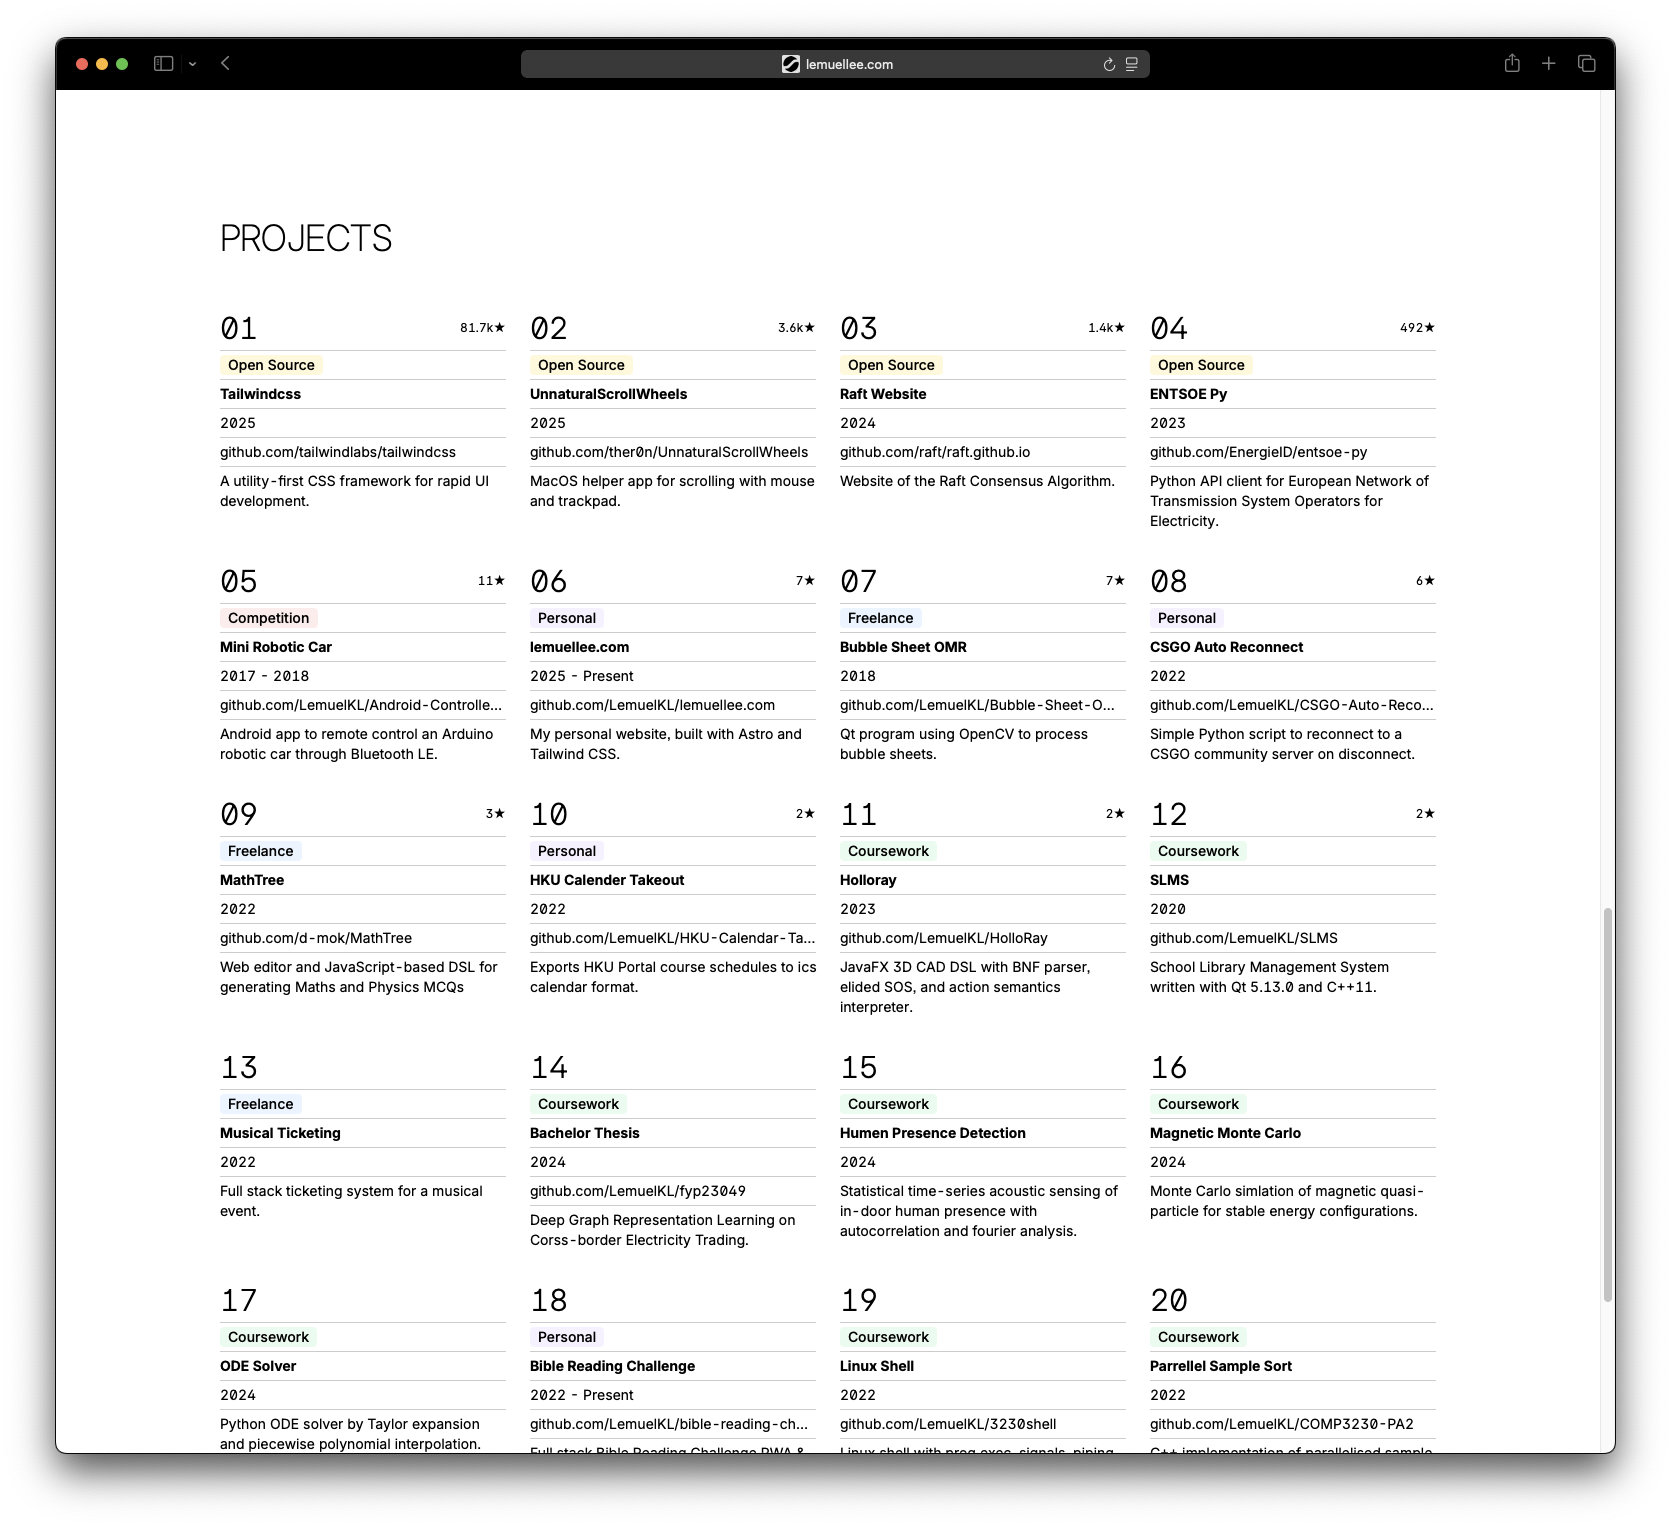 lemuellee.com
PROJECTS
01 81.7k★
Open Source
Tailwindcss
2025
github.com/tailwindlabs/tailwindcss
A utility-first CSS framework for rapid UI
development.
02 3.6k★
Open Source
UnnaturalScrollWheels
2025
github.com/ther0n/UnnaturalScrollWheels
MacOS helper app for scrolling with mouse
and trackpad.
03 1.4k★
Open Source
Raft Website
2024
github.com/raft/raft.github.io
Website of the Raft Consensus Algorithm.
04 492★
Open Source
ENTSOE Py
2023
github.com/EnergieID/entsoe-py
Python API client for European Network of
Transmission System Operators for
Electricity.
05 11★
Competition
Mini Robotic Car
2017 - 2018
github.com/LemuelKL/Android-Controlle...
Android app to remote control an Arduino
robotic car through Bluetooth LE.
06 7★
Personal
lemuellee.com
2025 - Present
github.com/LemuelKL/lemuellee.com
My personal website, built with Astro and
Tailwind CSS.
07 7★
Freelance
Bubble Sheet OMR
2018
github.com/LemuelKL/Bubble-Sheet-O...
Qt program using OpenCV to process
bubble sheets.
08 6★
Personal
CSGO Auto Reconnect
2022
github.com/LemuelKL/CSGO-Auto-Reco...
Simple Python script to reconnect to a
CSGO community server on disconnect.
09 3★
Freelance
MathTree
2022
github.com/d-mok/MathTree
Web editor and JavaScript-based DSL for
generating Maths and Physics MCQs
10 2★
Personal
HKU Calender Takeout
2022
github.com/LemuelKL/HKU-Calendar-Ta...
Exports HKU Portal course schedules to ics
calendar format.
11 2★
Coursework
Holloray
2023
github.com/LemuelKL/HolloRay
JavaFX 3D CAD DSL with BNF parser,
elided SOS, and action semantics
interpreter.
12 2★
Coursework
SLMS
2020
github.com/LemuelKL/SLMS
School Library Management System
written with Qt 5.13.0 and C++11.
13
Freelance
Musical Ticketing
2022
Full stack ticketing system for a musical
event.
14
Coursework
Bachelor Thesis
2024
github.com/LemuelKL/fyp23049
Deep Graph Representation Learning on
Corss-border Electricity Trading.
15
Coursework
Humen Presence Detection
2024
Statistical time-series acoustic sensing of
in-door human presence with
autocorrelation and fourier analysis.
16
Coursework
Magnetic Monte Carlo
2024
Monte Carlo simlation of magnetic quasi-
particle for stable energy configurations.
17
Coursework
ODE Solver
2024
Python ODE solver by Taylor expansion
and piecewise polynomial interpolation.
18
Personal
Bible Reading Challenge
2022 - Present
github.com/LemuelKL/bible-reading-ch...
Full stack Bible Reading Challenge PWA &
19
Coursework
Linux Shell
2022
github.com/LemuelKL/3230shell
Linux shell with prog exec, signals, piping
20
Coursework
Parrellel Sample Sort
2022
github.com/LemuelKL/COMP3230-PA2
C++ implementation of parallelised sample